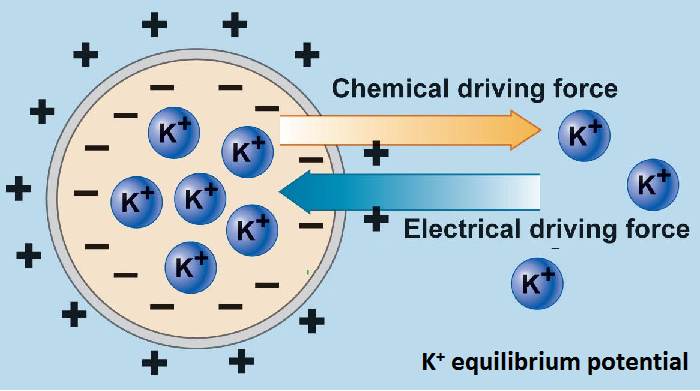 Chemical driving force
K+
K+
K+
K+
K+
K+
K+
K+
K+
Electrical driving force
K+ equilibrium potential